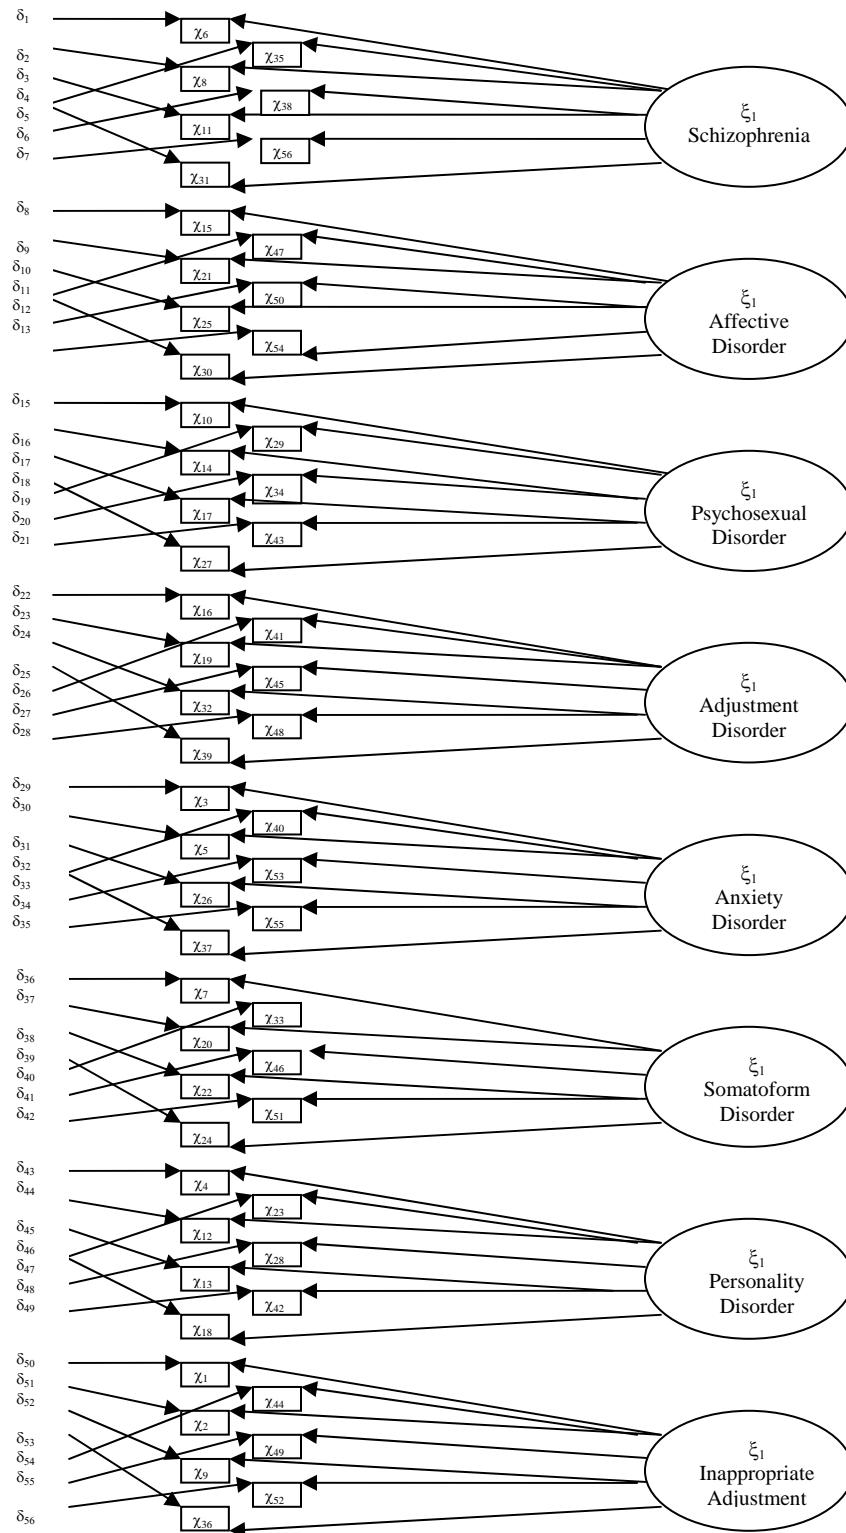 δ₁
χ₆
δ₂
χ₃₅
δ₃
χ₈
δ₄
χ₃₈
δ₅
χ₁₁
δ₆
χ₅₆
δ₇
χ₃₁
ξ₁
Schizophrenia
δ₈
χ₁₅
δ₉
χ₄₇
δ₁₀
χ₂₁
δ₁₁
χ₅₀
δ₁₂
χ₂₅
δ₁₃
χ₅₄
χ₃₀
ξ₁
Affective
Disorder
δ₁₅
χ₁₀
δ₁₆
χ₂₉
δ₁₇
χ₁₄
δ₁₈
χ₃₄
δ₁₉
χ₁₇
δ₂₀
χ₄₃
δ₂₁
χ₂₇
ξ₁
Psychosexual
Disorder
δ₂₂
χ₁₆
δ₂₃
χ₄₁
δ₂₄
χ₁₉
δ₂₅
χ₄₅
δ₂₆
χ₃₂
δ₂₇
χ₄₈
δ₂₈
χ₃₉
ξ₁
Adjustment
Disorder
δ₂₉
χ₃
δ₃₀
χ₄₀
δ₃₁
χ₅
δ₃₂
χ₅₃
δ₃₃
χ₂₆
δ₃₄
χ₅₅
δ₃₅
χ₃₇
ξ₁
Anxiety
Disorder
δ₃₆
χ₇
δ₃₇
χ₃₃
δ₃₈
χ₂₀
δ₃₉
χ₄₆
δ₄₀
χ₂₂
δ₄₁
χ₅₁
δ₄₂
χ₂₄
ξ₁
Somatoform
Disorder
δ₄₃
χ₄
δ₄₄
χ₂₃
δ₄₅
χ₁₂
δ₄₆
χ₂₈
δ₄₇
χ₁₃
δ₄₈
χ₄₂
δ₄₉
χ₁₈
ξ₁
Personality
Disorder
δ₅₀
χ₁
δ₅₁
χ₄₄
δ₅₂
χ₂
δ₅₃
χ₄₉
δ₅₄
χ₉
δ₅₅
χ₅₂
δ₅₆
χ₃₆
ξ₁
Inappropriate
Adjustment